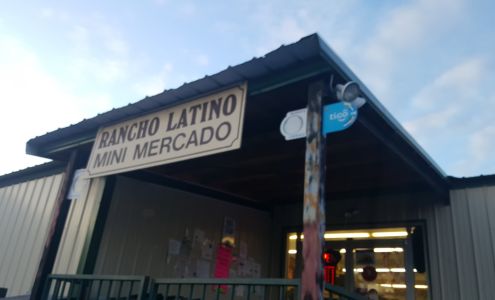 RANCHO LATINO
MINI MERCADO
tigo